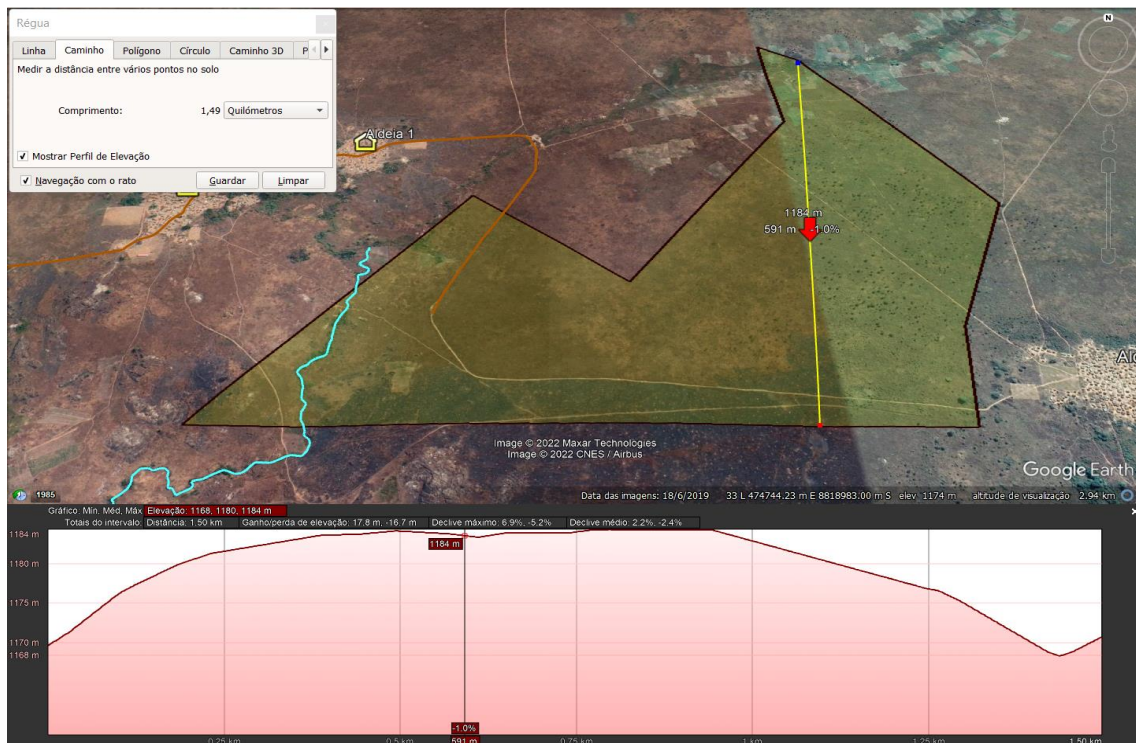 Régua
Linha Caminho Polígono Círculo Caminho 3D P
Medir a distância entre vários pontos no solo
Comprimento: 1,49 Quilómetros
Mostrar Perfil de Elevação
Navegação com o rato Guardar Limpar
N
Aldeia 1
1184 m
591 m -1.0%
Ald
Image © 2022 Maxar Technologies
Image © 2022 CNES / Airbus
Google Earth
1985
Data das imagens: 18/6/2019 33 L 474744.23 m E 8818983.00 m S elev 1174 m altitude de visualização 2.94 km
Gráfico: Mín. Méd, Máx Elevação: 1168, 1180, 1184 m
Totais do intervalo: Distância: 1.50 km Ganho/perda de elevação: 17.8 m, -16.7 m Declive máximo: 6.9%, -5.2% Declive médio: 2.2%, -2.4%
1184 m
1184 m
1180 m
1175 m
1170 m
1168 m
-1.0%
0.25 km 0.5 km 591 m 0.75 km 1 km 1.25 km 1.50 km